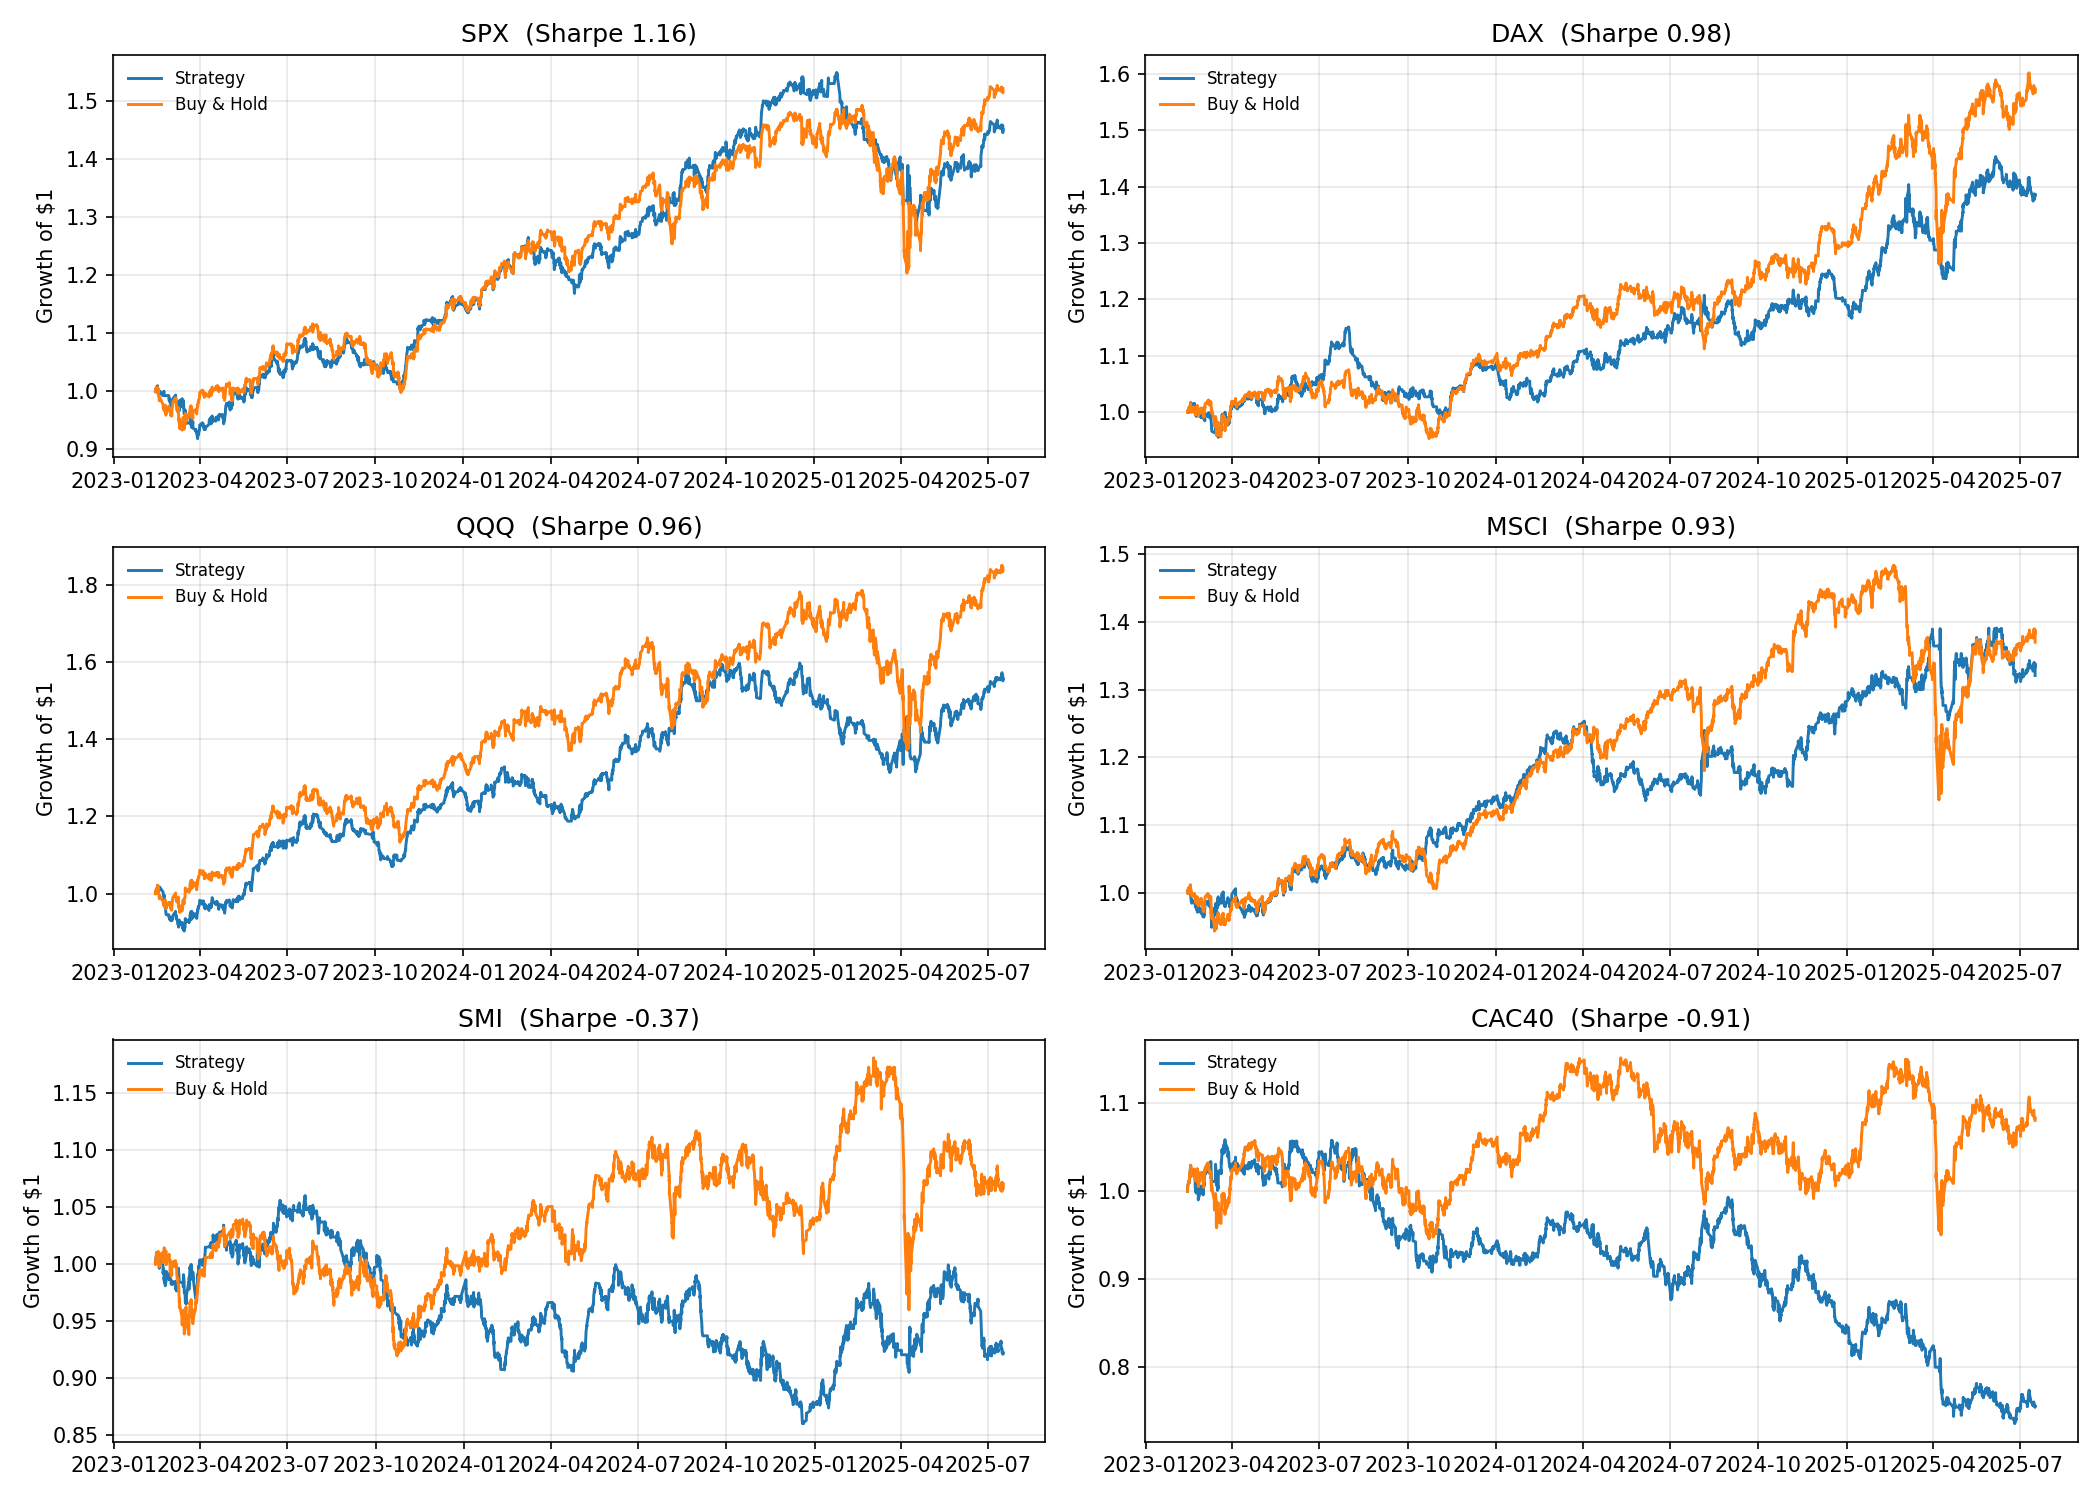 SPX  (Sharpe 1.16)
Strategy
Buy & Hold
Growth of $1
1.5
1.4
1.3
1.2
1.1
1.0
0.9
2023-01 2023-04 2023-07 2023-10 2024-01 2024-04 2024-07 2024-10 2025-01 2025-04 2025-07
DAX  (Sharpe 0.98)
Strategy
Buy & Hold
Growth of $1
1.6
1.5
1.4
1.3
1.2
1.1
1.0
2023-01 2023-04 2023-07 2023-10 2024-01 2024-04 2024-07 2024-10 2025-01 2025-04 2025-07
QQQ  (Sharpe 0.96)
Strategy
Buy & Hold
Growth of $1
1.8
1.6
1.4
1.2
1.0
2023-01 2023-04 2023-07 2023-10 2024-01 2024-04 2024-07 2024-10 2025-01 2025-04 2025-07
MSCI  (Sharpe 0.93)
Strategy
Buy & Hold
Growth of $1
1.5
1.4
1.3
1.2
1.1
1.0
2023-01 2023-04 2023-07 2023-10 2024-01 2024-04 2024-07 2024-10 2025-01 2025-04 2025-07
SMI  (Sharpe -0.37)
Strategy
Buy & Hold
Growth of $1
1.15
1.10
1.05
1.00
0.95
0.90
0.85
2023-01 2023-04 2023-07 2023-10 2024-01 2024-04 2024-07 2024-10 2025-01 2025-04 2025-07
CAC40  (Sharpe -0.91)
Strategy
Buy & Hold
Growth of $1
1.1
1.0
0.9
0.8
2023-01 2023-04 2023-07 2023-10 2024-01 2024-04 2024-07 2024-10 2025-01 2025-04 2025-07